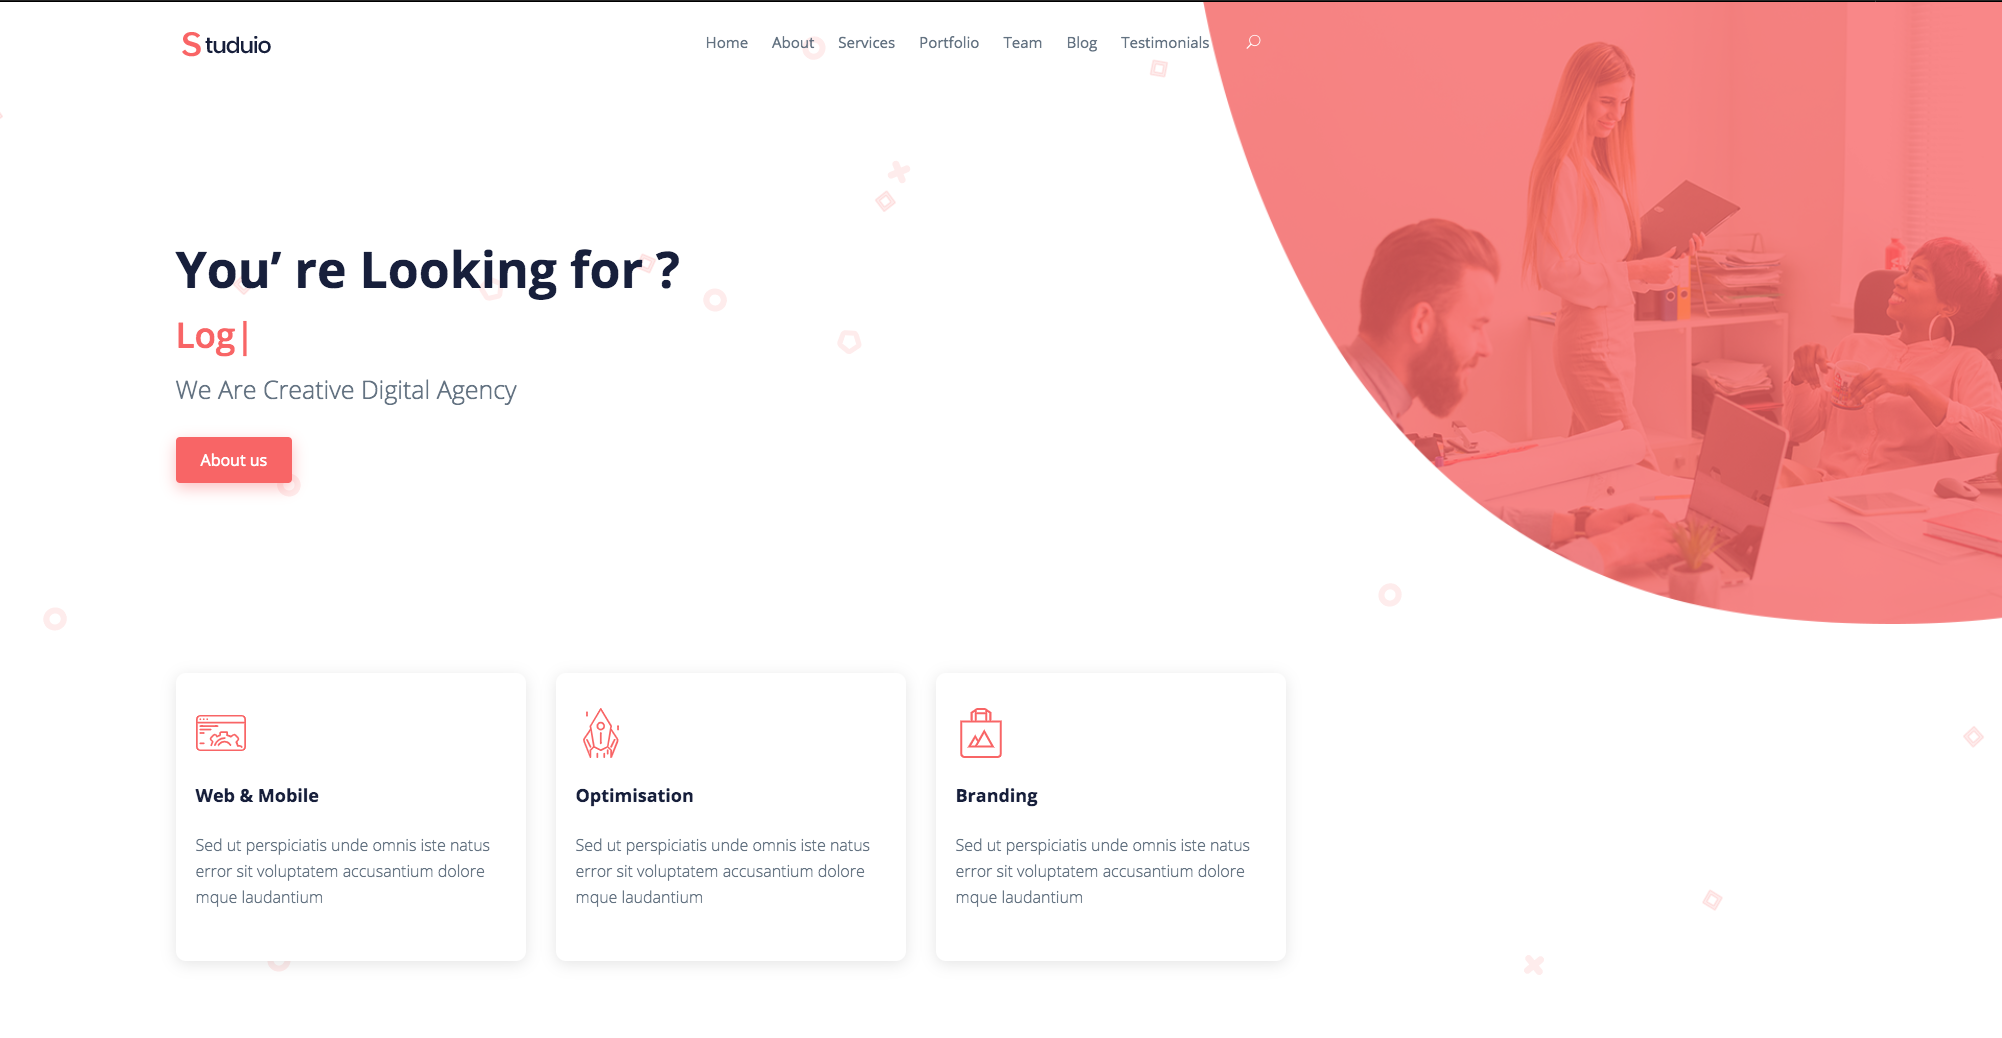 Studuio
Home About Services Portfolio Team Blog Testimonials
You’ re Looking for ?
Log|
We Are Creative Digital Agency
About us
Web & Mobile
Sed ut perspiciatis unde omnis iste natus
error sit voluptatem accusantium dolore
mque laudantium
Optimisation
Sed ut perspiciatis unde omnis iste natus
error sit voluptatem accusantium dolore
mque laudantium
Branding
Sed ut perspiciatis unde omnis iste natus
error sit voluptatem accusantium dolore
mque laudantium